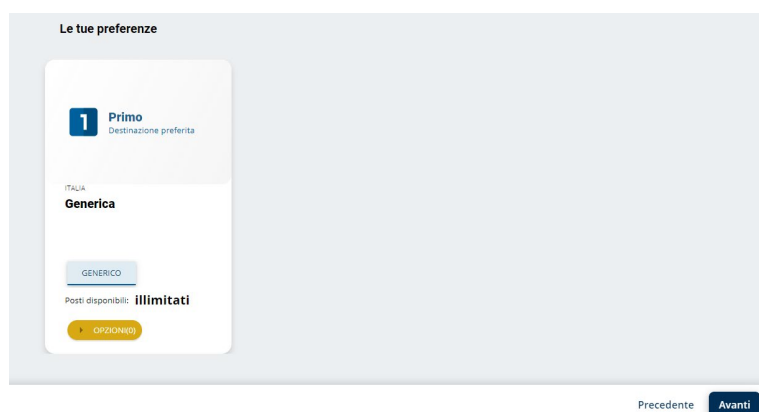 Le tue preferenze
1
Primo
Destinazione preferita
ITALIA
Generica
GENERICO
Posti disponibili: illimitati
OPZIONI(0)
Precedente Avanti